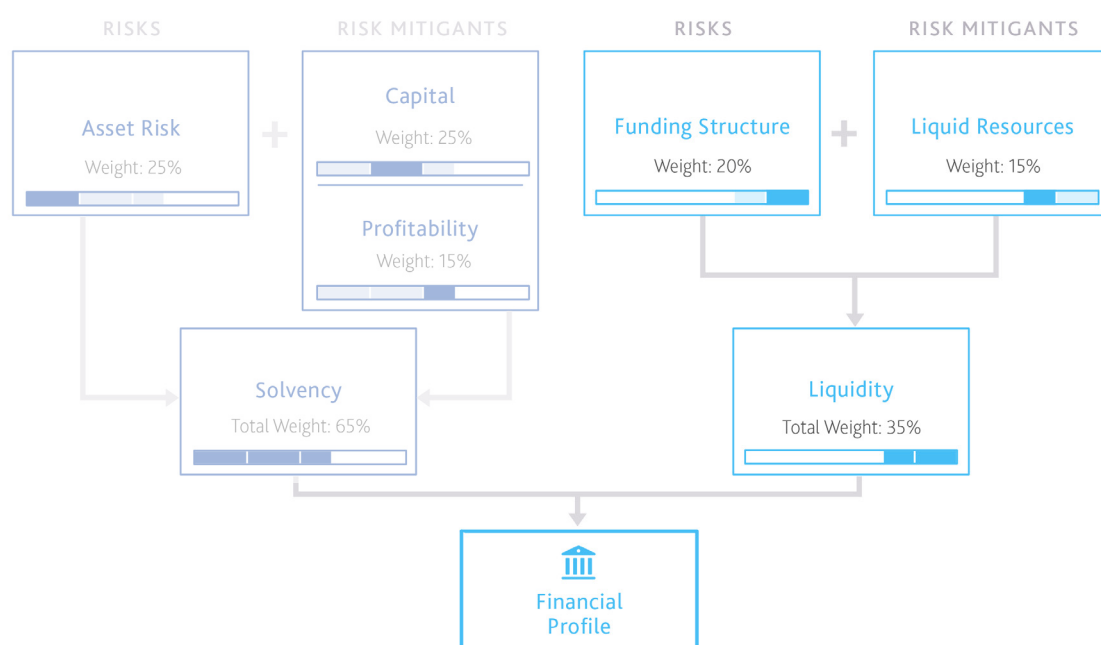 RISKS
RISK MITIGANTS
RISKS
RISK MITIGANTS
Asset Risk
Weight: 25%
+
Capital
Weight: 25%
Profitability
Weight: 15%
Funding Structure
Weight: 20%
+
Liquid Resources
Weight: 15%
Solvency
Total Weight: 65%
Liquidity
Total Weight: 35%
Financial
Profile